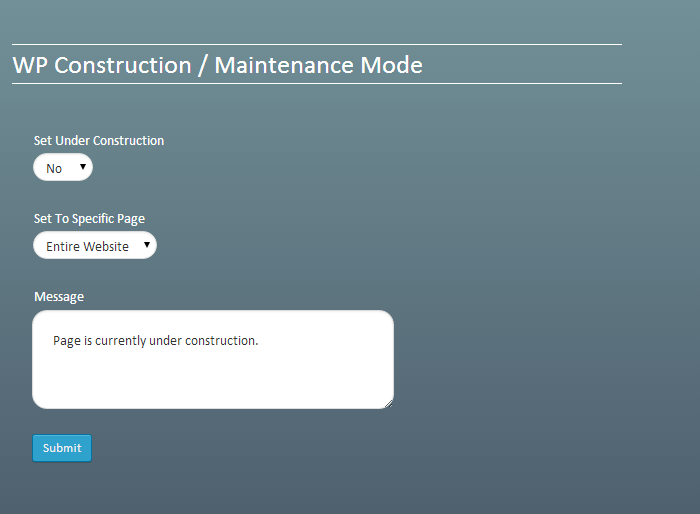 WP Construction / Maintenance Mode
Set Under Construction
No
Set To Specific Page
Entire Website
Message
Page is currently under construction.
Submit